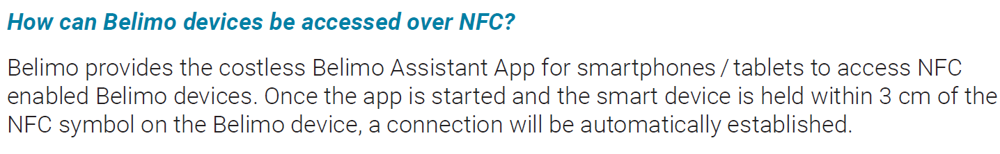 How can Belimo devices be accessed over NFC?
Belimo provides the costless Belimo Assistant App for smartphones / tablets to access NFC
enabled Belimo devices. Once the app is started and the smart device is held within 3 cm of the
NFC symbol on the Belimo device, a connection will be automatically established.